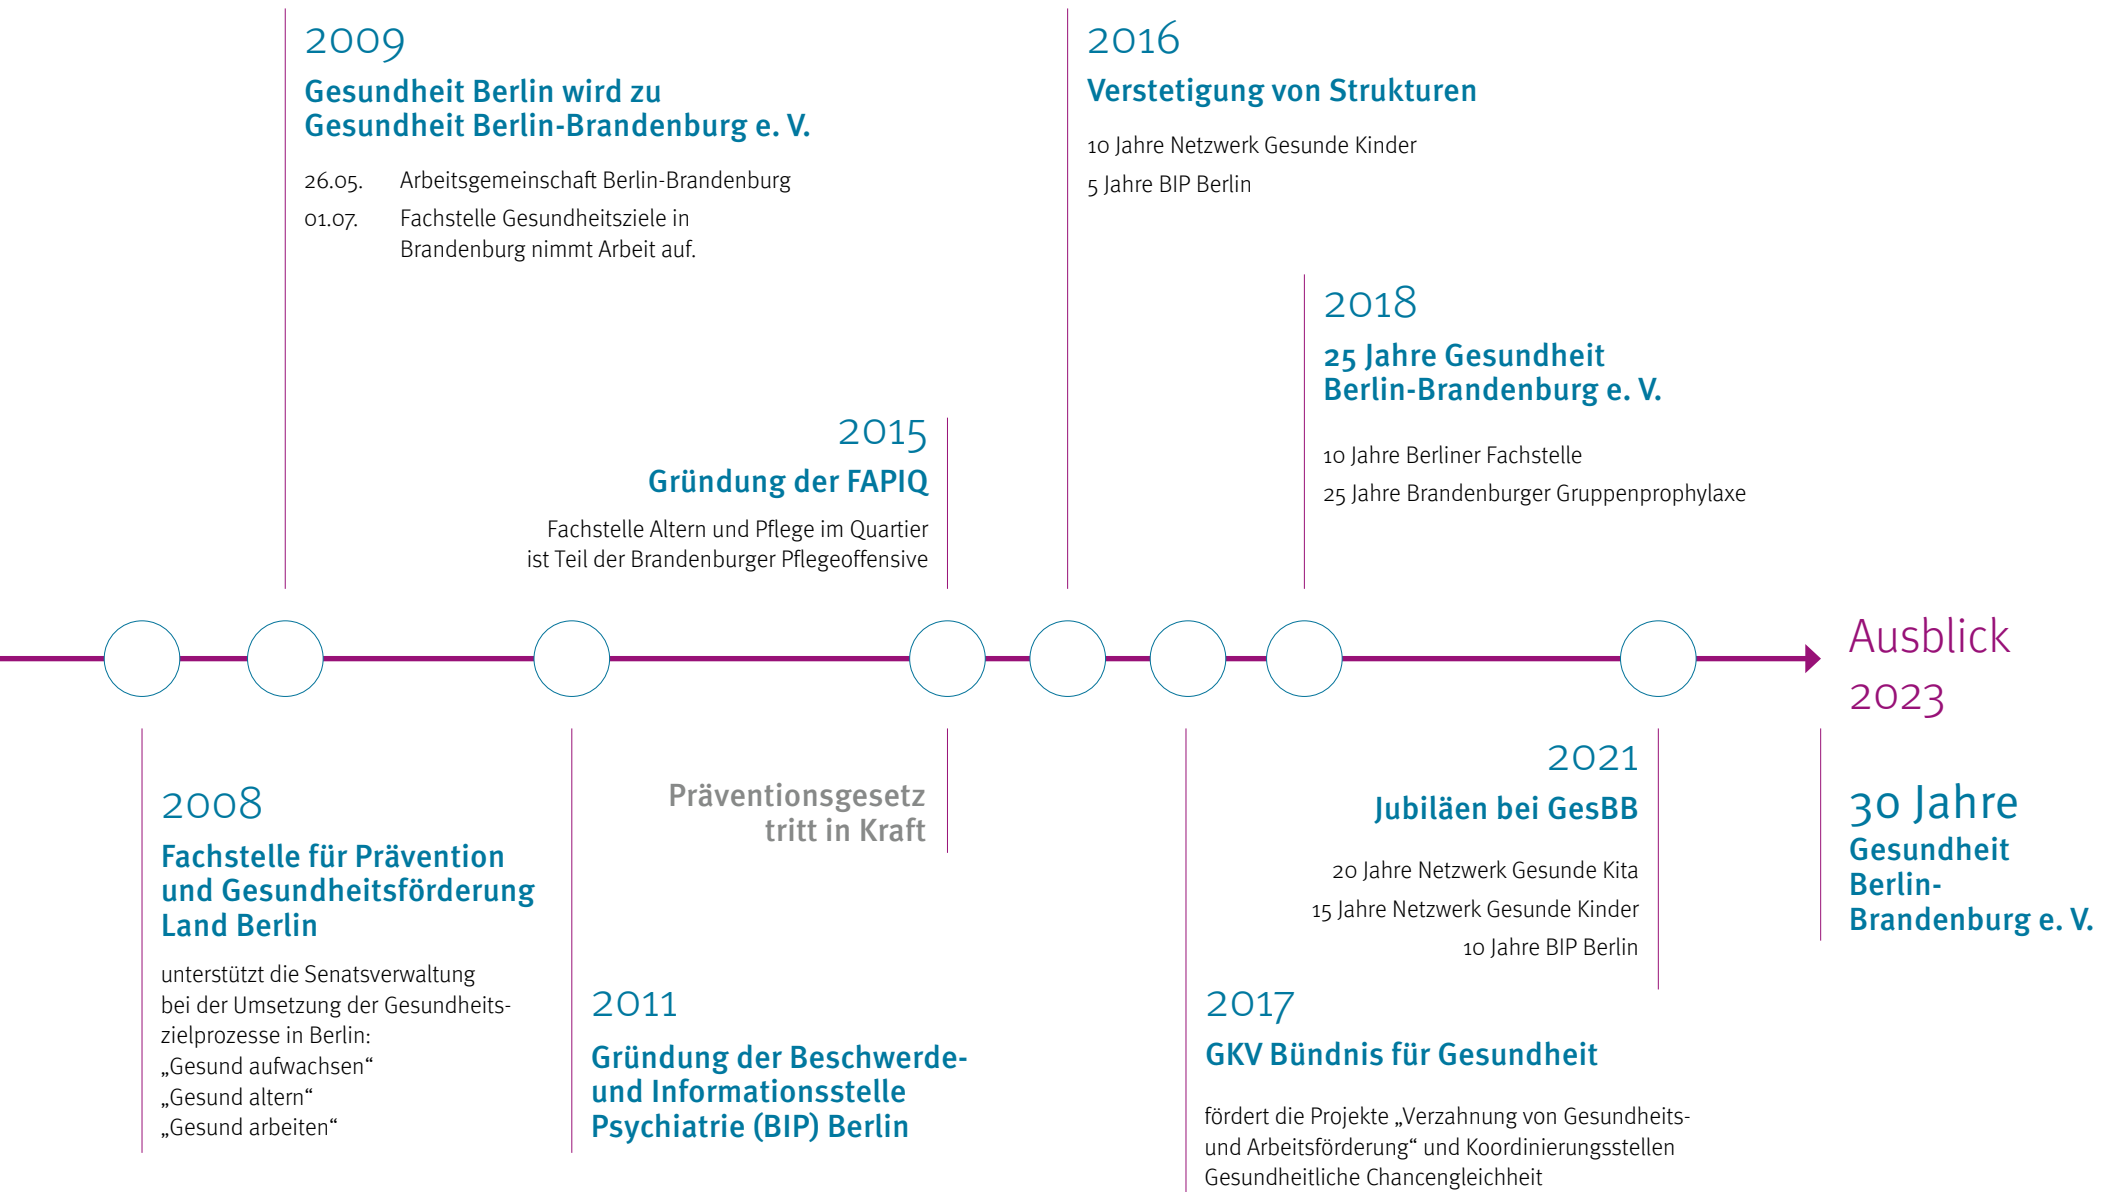 2009
Gesundheit Berlin wird zu
Gesundheit Berlin-Brandenburg e. V.
26.05. Arbeitsgemeinschaft Berlin-Brandenburg
01.07. Fachstelle Gesundheitsziele in
Brandenburg nimmt Arbeit auf.
2016
Verstetigung von Strukturen
10 Jahre Netzwerk Gesunde Kinder
5 Jahre BIP Berlin
2018
25 Jahre Gesundheit
Berlin-Brandenburg e. V.
10 Jahre Berliner Fachstelle
25 Jahre Brandenburger Gruppenprophylaxe
2015
Gründung der FAPIQ
Fachstelle Altern und Pflege im Quartier
ist Teil der Brandenburger Pflegeoffensive
Ausblick
2023
30 Jahre
Gesundheit
Berlin-
Brandenburg e. V.
2008
Fachstelle für Prävention
und Gesundheitsförderung
Land Berlin
unterstützt die Senatsverwaltung
bei der Umsetzung der Gesundheits-
zielprozesse in Berlin:
„Gesund aufwachsen“
„Gesund altern“
„Gesund arbeiten“
Präventionsgesetz
tritt in Kraft
2011
Gründung der Beschwerde-
und Informationsstelle
Psychiatrie (BIP) Berlin
2021
Jubiläen bei GesBB
20 Jahre Netzwerk Gesunde Kita
15 Jahre Netzwerk Gesunde Kinder
10 Jahre BIP Berlin
2017
GKV Bündnis für Gesundheit
fördert die Projekte „Verzahnung von Gesundheits-
und Arbeitsförderung“ und Koordinierungsstellen
Gesundheitliche Chancengleichheit